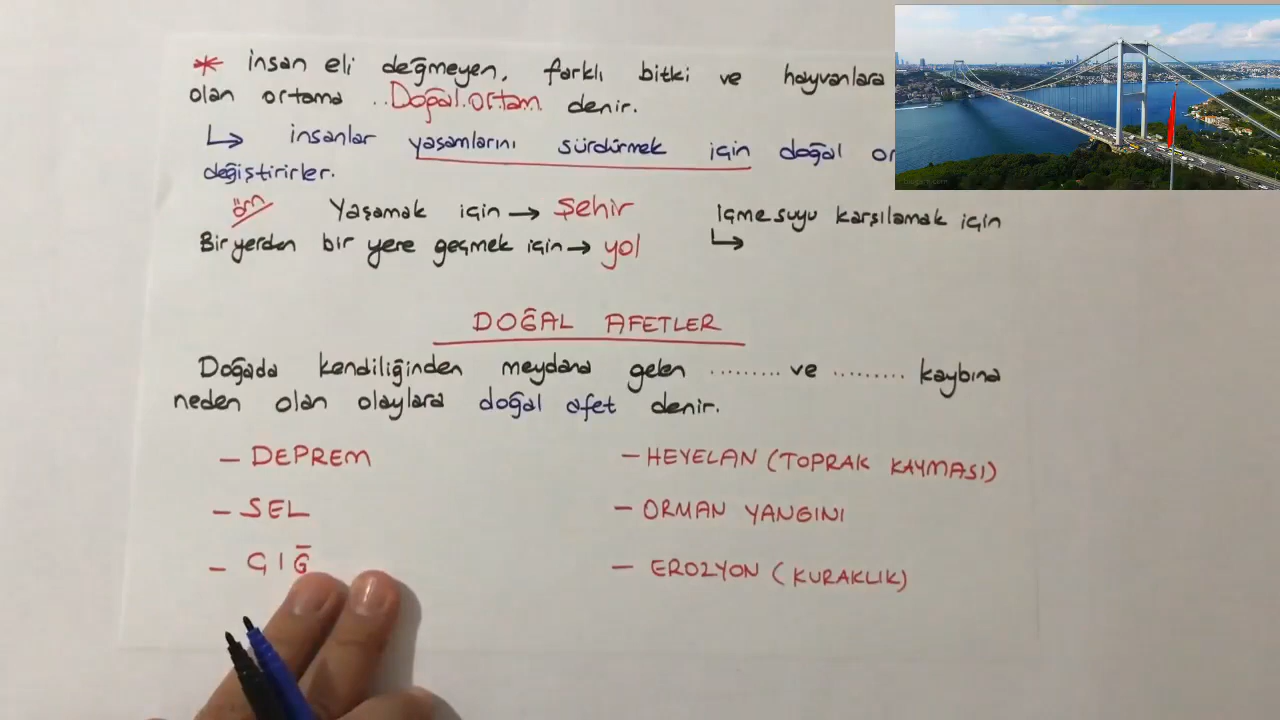 * İnsan eli değmeyen, farklı bitki ve hayvanlara
olan ortama ..Doğal.ortam. denir.
↳ insanlar yaşamlarını sürdürmek için doğal or
değiştirirler.
örn Yaşamak için → Şehir İçme suyu karşılamak için
Bir yerden bir yere geçmek için → yol ↳
DOĞAL AFETLER
Doğada kendiliğinden meydana gelen ......... ve ......... kaybına
neden olan olaylara doğal afet denir.
– DEPREM – HEYELAN (TOPRAK KAYMASI)
– SEL – ORMAN YANGINI
– ÇIĞ – EROZYON (KURAKLIK)